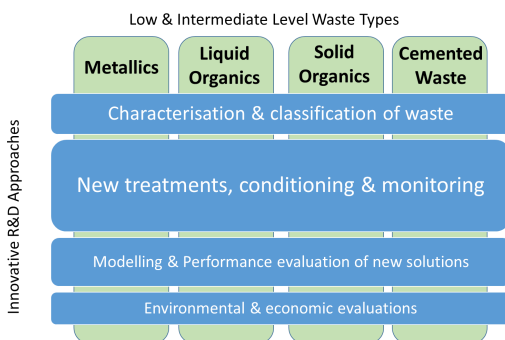 Low & Intermediate Level Waste Types
Metallics
Liquid
Organics
Solid
Organics
Cemented
Waste
Innovative R&D Approaches
Characterisation & classification of waste
New treatments, conditioning & monitoring
Modelling & Performance evaluation of new solutions
Environmental & economic evaluations